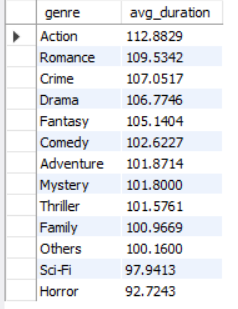 genre avg_duration
Action 112.8829
Romance 109.5342
Crime 107.0517
Drama 106.7746
Fantasy 105.1404
Comedy 102.6227
Adventure 101.8714
Mystery 101.8000
Thriller 101.5761
Family 100.9669
Others 100.1600
Sci-Fi 97.9413
Horror 92.7243